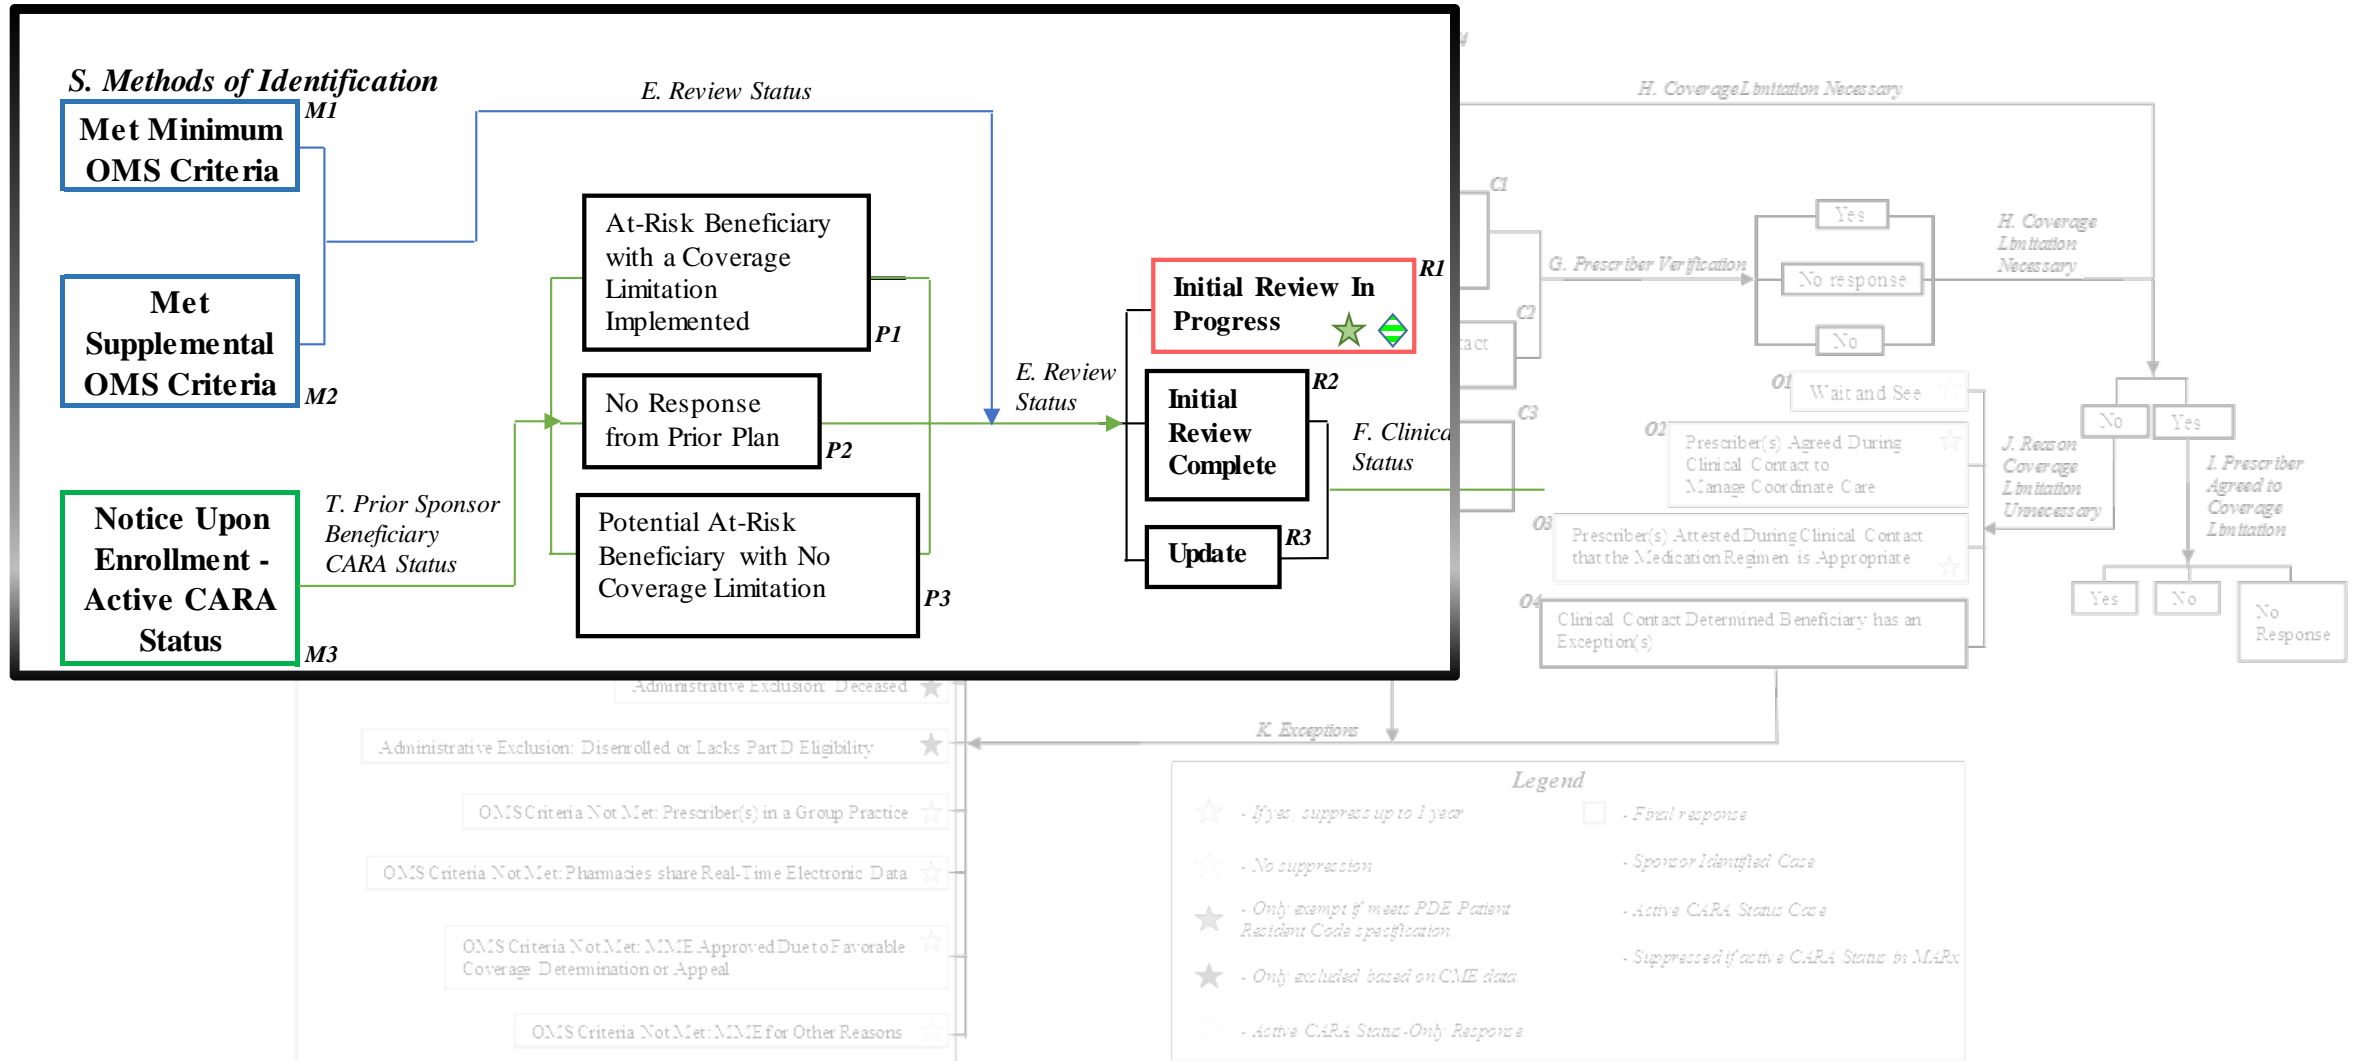 S. Methods of Identification
M1
Met Minimum
OMS Criteria
Met
Supplemental
OMS Criteria
M2
Notice Upon
Enrollment -
Active CARA
Status
M3
E. Review Status
T. Prior Sponsor
Beneficiary
CARA Status
At-Risk Beneficiary
with a Coverage
Limitation
Implemented
P1
No Response
from Prior Plan
P2
Potential At-Risk
Beneficiary with No
Coverage Limitation
P3
E. Review
Status
R1
Initial Review In
Progress
R2
Initial
Review
Complete
R3
Update
F. Clinical
Status
H. Coverage Limitation Necessary
C1
C2
tact
C3
G. Prescriber Verification
Yes
No response
No
H. Coverage
Limitation
Necessary
O1
Wait and See
O2
Prescriber(s) Agreed During
Clinical Contact to
Manage Coordinate Care
O3
Prescriber(s) Attested During Clinical Contact
that the Medication Regimen is Appropriate
O4
Clinical Contact Determined Beneficiary has an
Exception(s)
J. Reason
Coverage
Limitation
Unnecessary
No
Yes
I. Prescriber
Agreed to
Coverage
Limitation
Yes
No
No
Response
Administrative Exclusion: Deceased
Administrative Exclusion: Disenrolled or Lacks Part D Eligibility
OMS Criteria Not Met: Prescriber(s) in a Group Practice
OMS Criteria Not Met: Pharmacies share Real-Time Electronic Data
OMS Criteria Not Met: MME Approved Due to Favorable
Coverage Determination or Appeal
OMS Criteria Not Met: MME for Other Reasons
K. Exceptions
Legend
- If yes, suppress up to 1 year
- No suppression
- Only exempt if meets PDE Patient
Resident Code specification.
- Only excluded based on CME data.
- Active CARA Status-Only Response
- Final response
- Sponsor Identified Case
- Active CARA Status Case
- Suppressed if active CARA Status in MARx